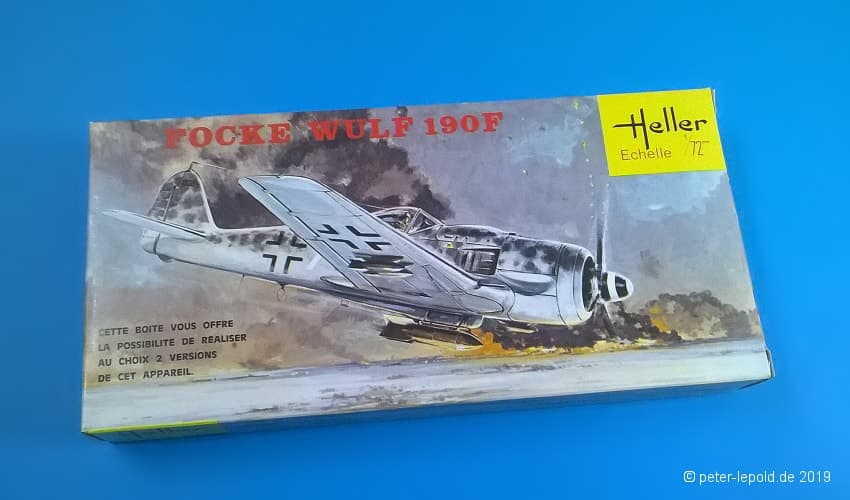 FOCKE WULF 190F
Heller
Echelle 1/72ème
CETTE BOITE VOUS OFFRE
LA POSSIBILITE DE REALISER
AU CHOIX 2 VERSIONS
DE CET APPAREIL
© peter-lepold.de 2019